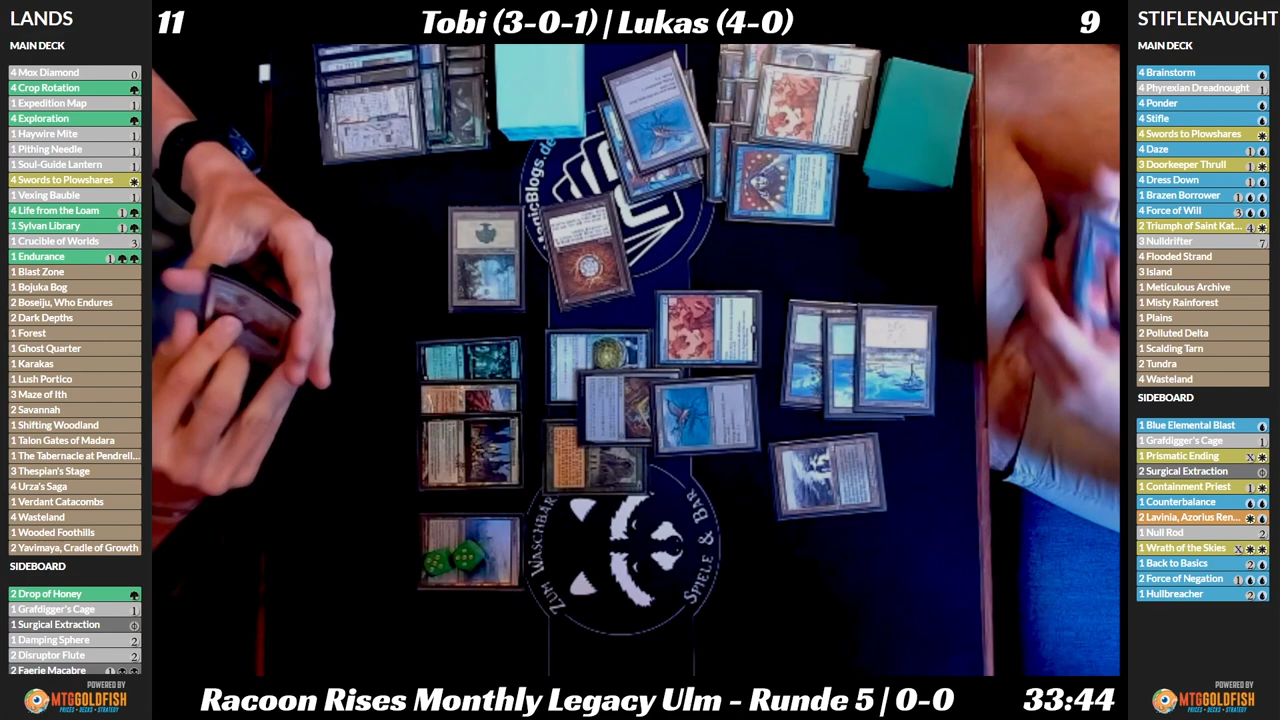 LANDS
MAIN DECK
4 Mox Diamond 0
4 Crop Rotation
1 Expedition Map 1
4 Exploration
1 Haywire Mite 1
1 Pithing Needle 1
1 Soul-Guide Lantern 1
4 Swords to Plowshares
1 Vexing Bauble 1
4 Life from the Loam 1
1 Sylvan Library 1
1 Crucible of Worlds 3
1 Endurance 1
1 Blast Zone
1 Bojuka Bog
2 Boseiju, Who Endures
2 Dark Depths
1 Forest
1 Ghost Quarter
1 Karakas
1 Lush Portico
3 Maze of Ith
2 Savannah
1 Shifting Woodland
1 Talon Gates of Madara
1 The Tabernacle at Pendrell...
3 Thespian's Stage
4 Urza's Saga
1 Verdant Catacombs
4 Wasteland
1 Wooded Foothills
2 Yavimaya, Cradle of Growth
SIDEBOARD
2 Drop of Honey
1 Grafdigger's Cage 1
1 Surgical Extraction
1 Damping Sphere 2
2 Disruptor Flute 2
2 Faerie Macabre 1
POWERED BY
MTGGOLDFISH
PRICES • DECKS • STRATEGY
11 Tobi (3-0-1) | Lukas (4-0) 9
onicBlogs.de
ZUM WASCHBÄR
SPIELE & BAR
Racoon Rises Monthly Legacy Ulm - Runde 5 | 0-0 33:44
STIFLENAUGHT
MAIN DECK
4 Brainstorm
4 Phyrexian Dreadnought 1
4 Ponder
4 Stifle
4 Swords to Plowshares
4 Daze 1
3 Doorkeeper Thrull 1
4 Dress Down 1
1 Brazen Borrower 1
4 Force of Will 3
2 Triumph of Saint Kat... 4
3 Nulldrifter 7
4 Flooded Strand
3 Island
1 Meticulous Archive
1 Misty Rainforest
1 Plains
2 Polluted Delta
1 Scalding Tarn
2 Tundra
4 Wasteland
SIDEBOARD
1 Blue Elemental Blast
1 Grafdigger's Cage 1
1 Prismatic Ending X
2 Surgical Extraction
1 Containment Priest 1
1 Counterbalance
2 Lavinia, Azorius Ren...
1 Null Rod 2
1 Wrath of the Skies X
1 Back to Basics 2
2 Force of Negation 1
1 Hullbreacher 2
POWERED BY
MTGGOLDFISH
PRICES • DECKS • STRATEGY